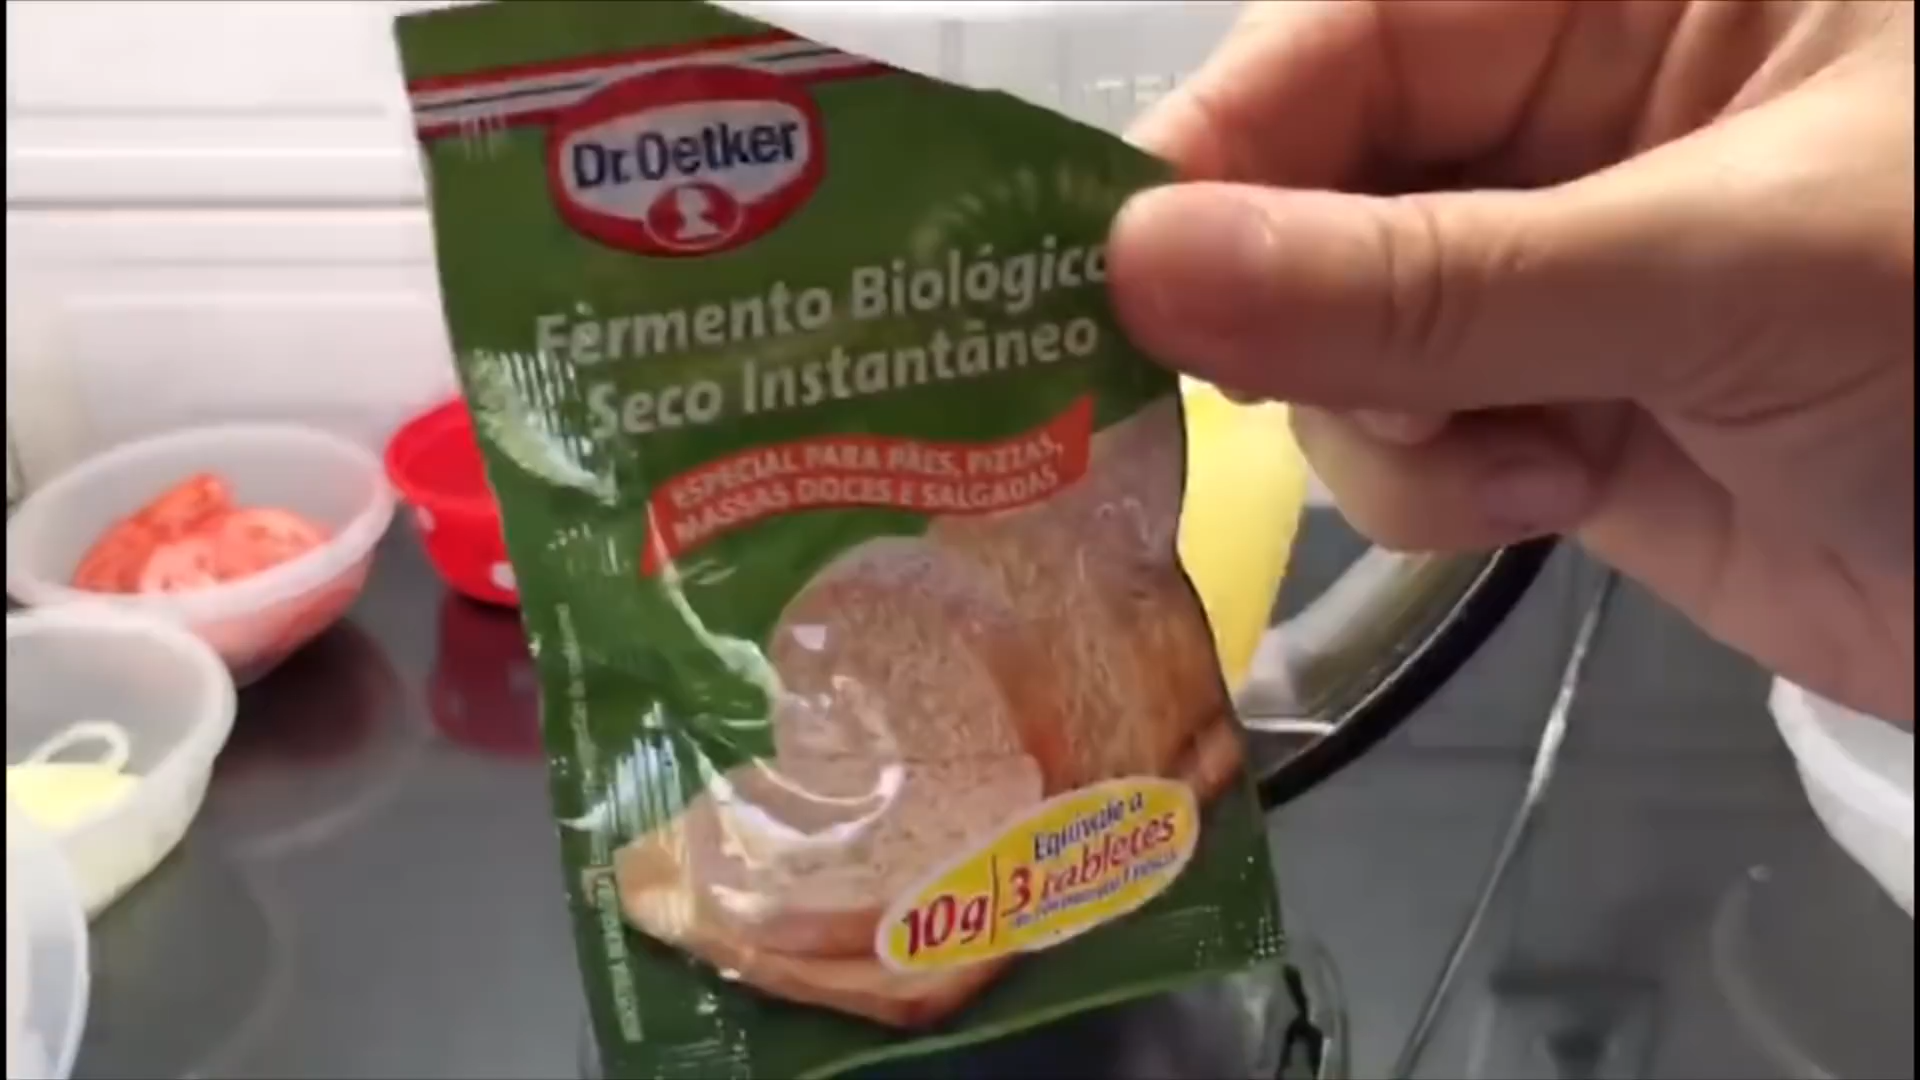 Dr.Oetker
Fermento Biológico
Seco Instantâneo
ESPECIAL PARA PÃES, PIZZAS,
MASSAS DOCES E SALGADAS
Equivale a
10g 3 tabletes